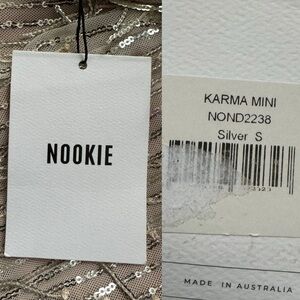 NOOKIE
KARMA MINI
NOND2238
Silver S
MADE IN AUSTRALIA